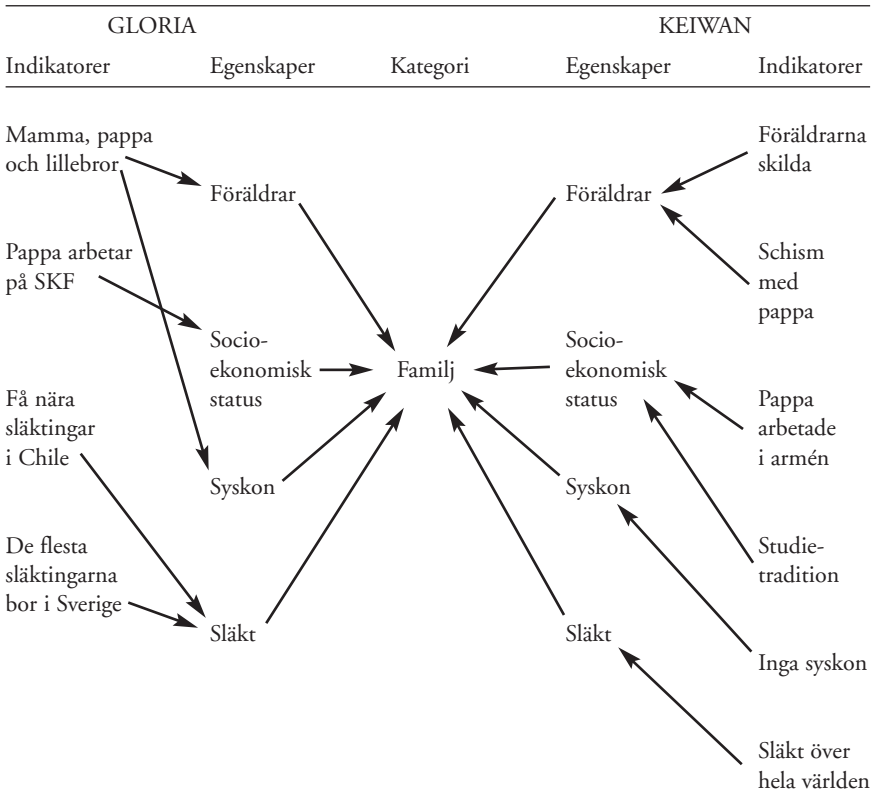 GLORIA
KEIWAN
Indikatorer
Egenskaper
Kategori
Egenskaper
Indikatorer
Mamma, pappa
och lillebror
Pappa arbetar
på SKF
Få nära
släktingar
i Chile
De flesta
släktingarna
bor i Sverige
Föräldrar
Socio-
ekonomisk
status
Syskon
Släkt
Familj
Föräldrar
Socio-
ekonomisk
status
Syskon
Släkt
Föräldrarna
skilda
Schism
med
pappa
Pappa
arbetade
i armén
Studie-
tradition
Inga syskon
Släkt över
hela världen